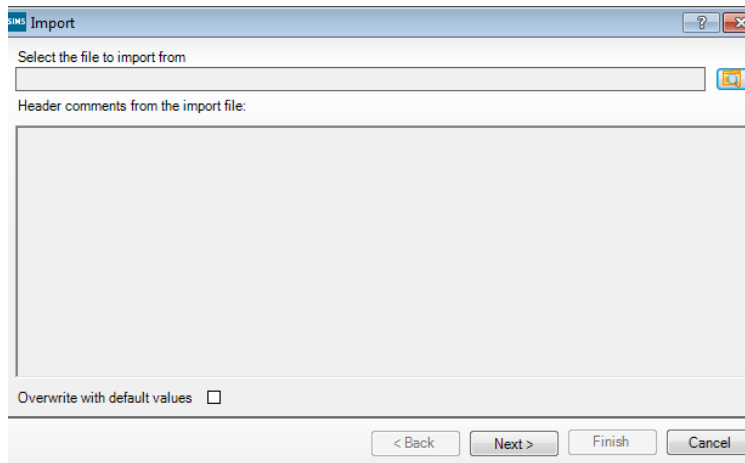 SIMS Import ?
Select the file to import from
Header comments from the import file:
Overwrite with default values
< Back Next > Finish Cancel